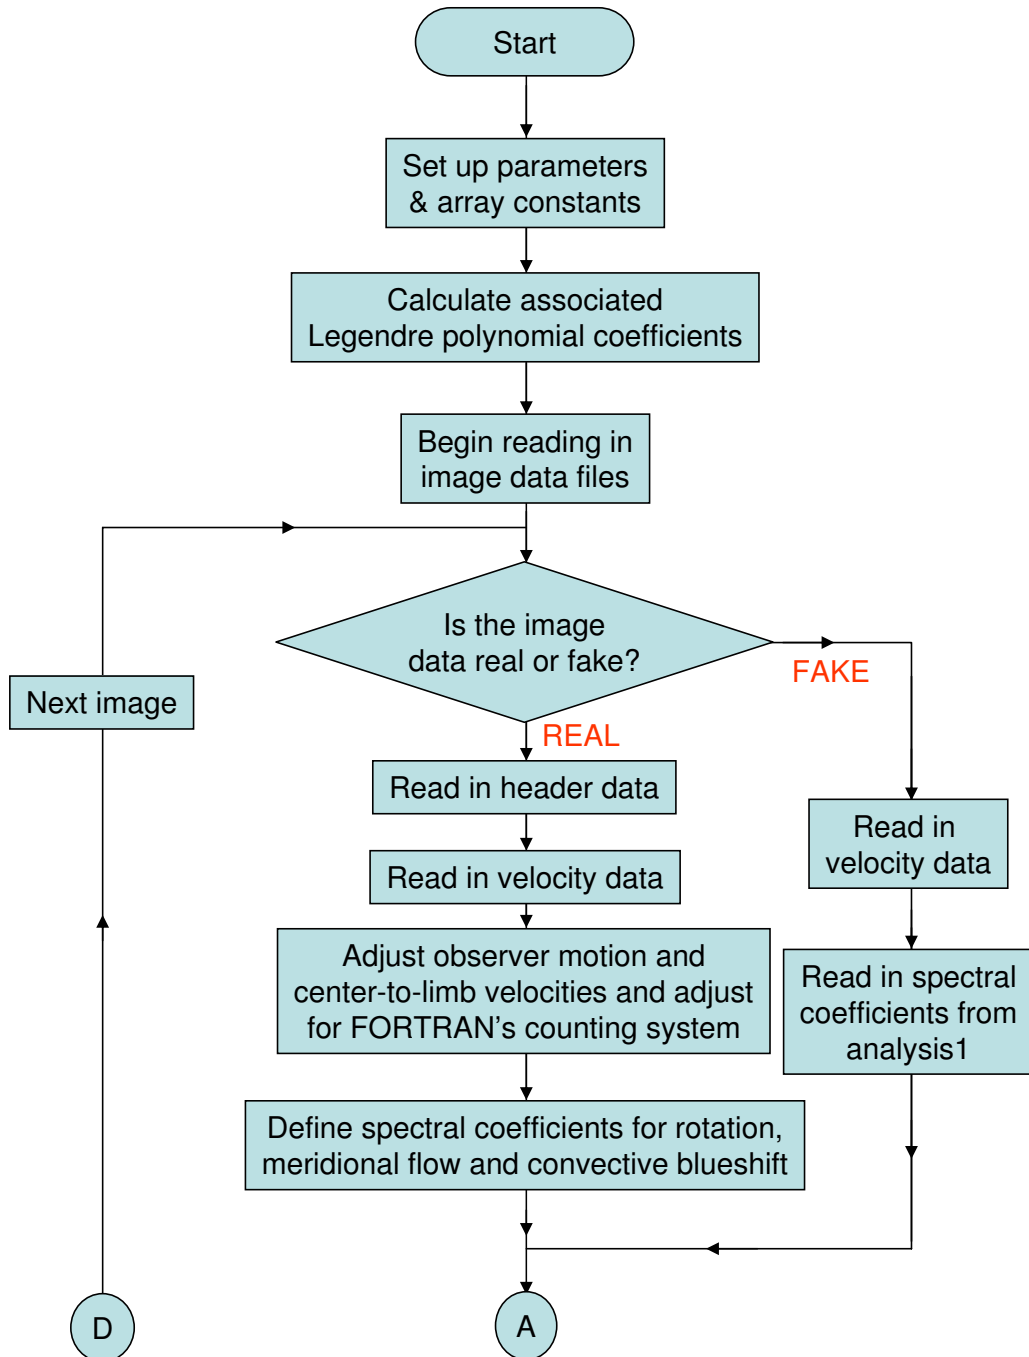 Start
Set up parameters
& array constants
Calculate associated
Legendre polynomial coefficients
Begin reading in
image data files
Is the image
data real or fake?
FAKE
REAL
Next image
Read in header data
Read in velocity data
Adjust observer motion and
center-to-limb velocities and adjust
for FORTRAN’s counting system
Define spectral coefficients for rotation,
meridional flow and convective blueshift
Read in
velocity data
Read in spectral
coefficients from
analysis1
D
A